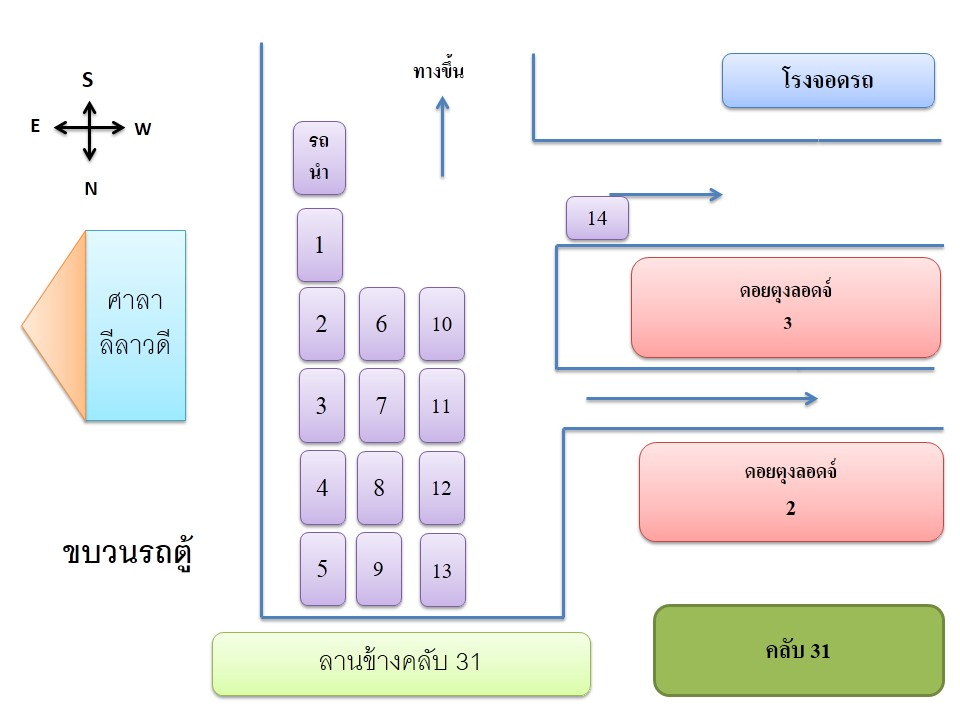 S
E
W
N
ทางขึ้น
โรงจอดรถ
รถ
นำ
1
14
ศาลา
ลีลาวดี
2
6
10
ดอยตุงลอดจ์
3
3
7
11
4
8
12
ดอยตุงลอดจ์
2
ขบวนรถตู้
5
9
13
ลานข้างคลับ 31
คลับ 31